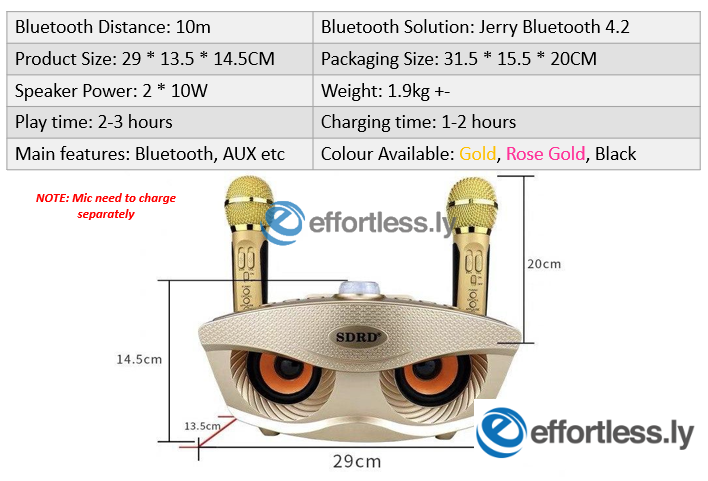 Bluetooth Distance: 10m
Bluetooth Solution: Jerry Bluetooth 4.2
Product Size: 29 * 13.5 * 14.5CM
Packaging Size: 31.5 * 15.5 * 20CM
Speaker Power: 2 * 10W
Weight: 1.9kg +-
Play time: 2-3 hours
Charging time: 1-2 hours
Main features: Bluetooth, AUX etc
Colour Available: Gold, Rose Gold, Black
NOTE: Mic need to charge
separately
effortless.ly
20cm
SDRD®
14.5cm
13.5cm
29cm
effortless.ly